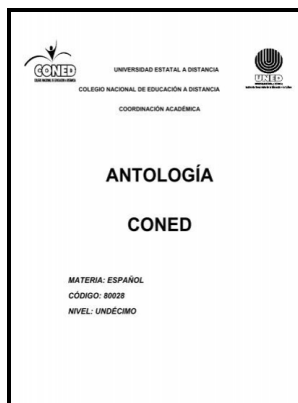 CONED
UNIVERSIDAD ESTATAL A DISTANCIA
UNED
COLEGIO NACIONAL DE EDUCACIÓN A DISTANCIA
COORDINACIÓN ACADÉMICA
ANTOLOGÍA
CONED
MATERIA: ESPAÑOL
CÓDIGO: 80028
NIVEL: UNDÉCIMO